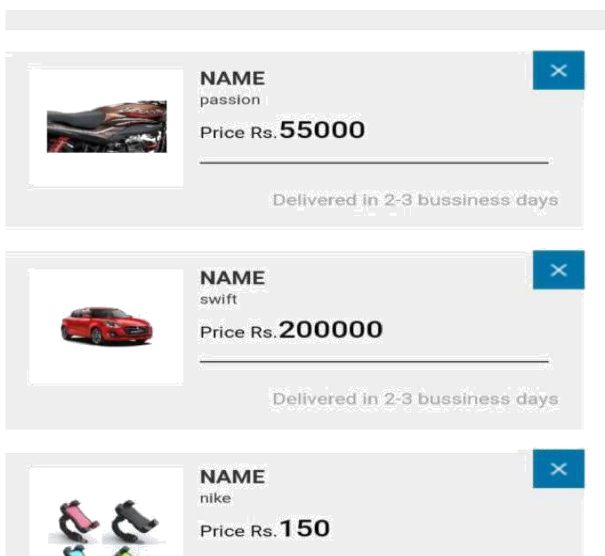 NAME
passion
Price Rs.55000
Delivered in 2-3 bussiness days
NAME
swift
Price Rs.200000
Delivered in 2-3 bussiness days
NAME
nike
Price Rs.150